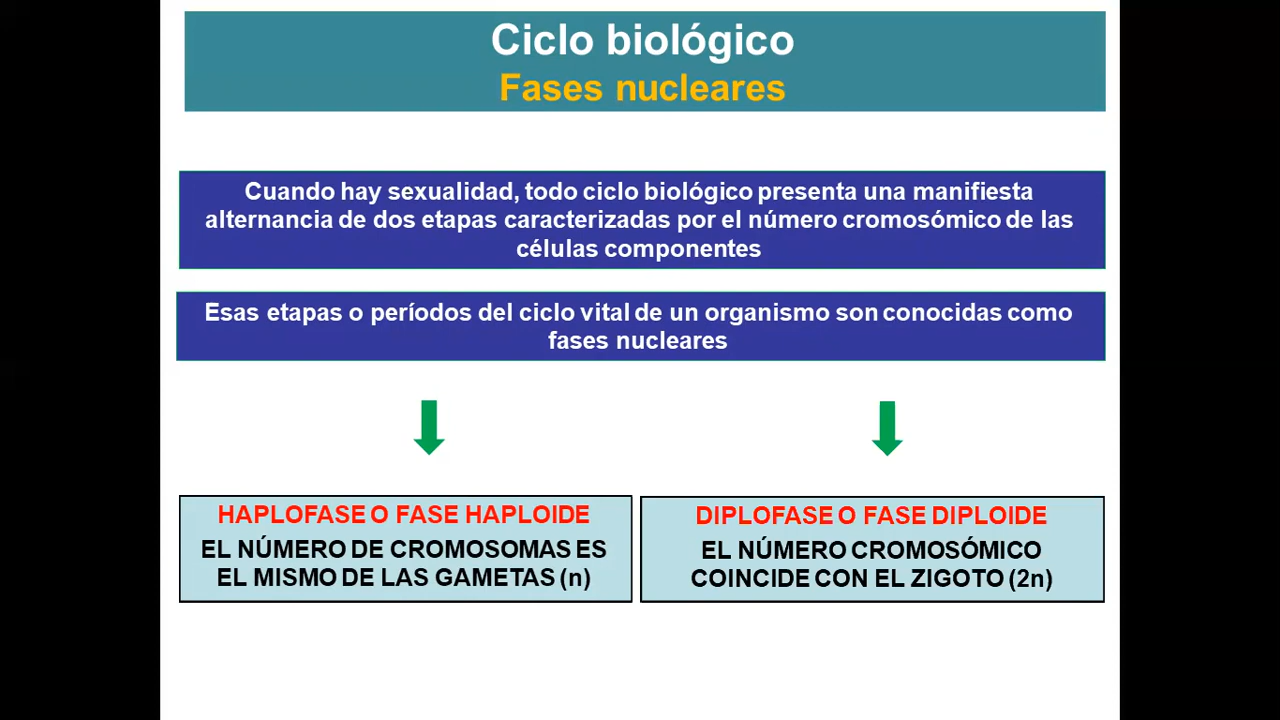 Ciclo biológico
Fases nucleares
Cuando hay sexualidad, todo ciclo biológico presenta una manifiesta
alternancia de dos etapas caracterizadas por el número cromosómico de las
células componentes
Esas etapas o períodos del ciclo vital de un organismo son conocidas como
fases nucleares
HAPLOFASE O FASE HAPLOIDE
EL NÚMERO DE CROMOSOMAS ES
EL MISMO DE LAS GAMETAS (n)
DIPLOFASE O FASE DIPLOIDE
EL NÚMERO CROMOSÓMICO
COINCIDE CON EL ZIGOTO (2n)